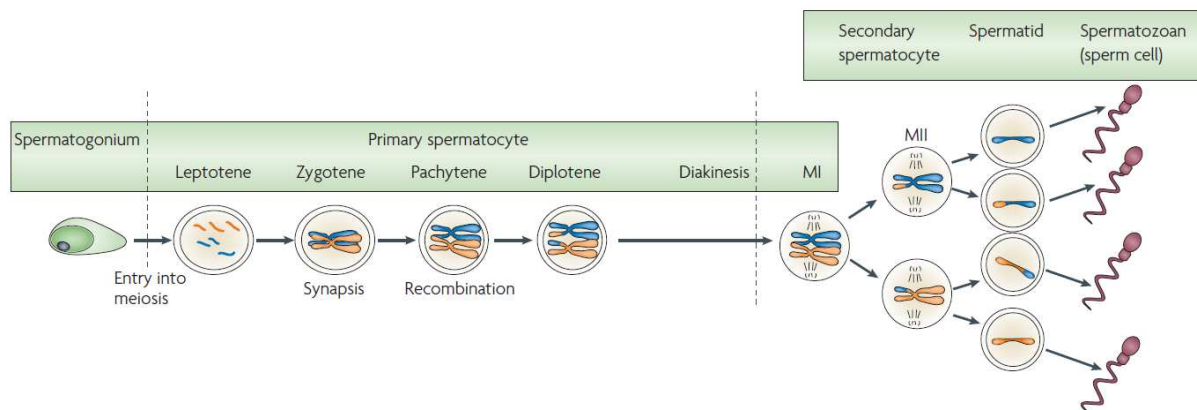 Secondary spermatocyte
Spermatid
Spermatozoan (sperm cell)
Spermatogonium
Primary spermatocyte
Leptotene
Zygotene
Pachytene
Diplotene
Diakinesis
MI
MII
Entry into meiosis
Synapsis
Recombination